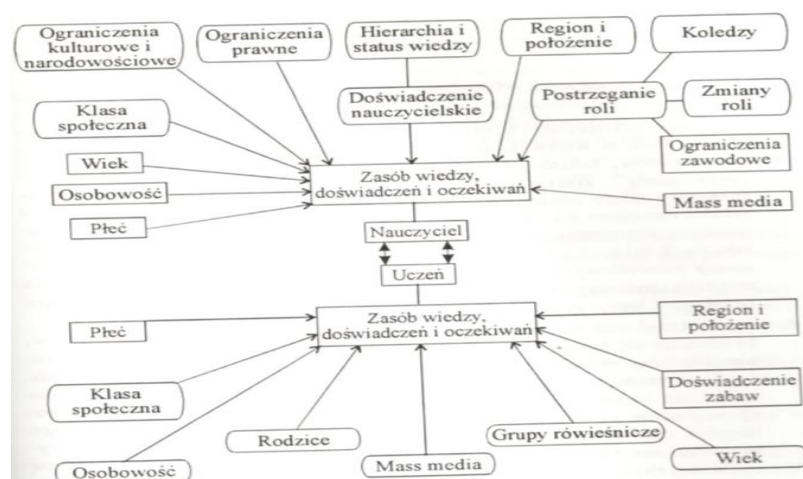 Ograniczenia
kulturowe i
narodowościowe
Ograniczenia
prawne
Hierarchia i
status wiedzy
Region i
położenie
Koledzy
Klasa
społeczna
Doświadczenie
nauczycielskie
Postrzeganie
roli
Zmiany
roli
Wiek
Ograniczenia
zawodowe
Osobowość
Zasób wiedzy,
doświadczeń i oczekiwań
Mass media
Płeć
Nauczyciel
Uczeń
Płeć
Zasób wiedzy,
doświadczeń i oczekiwań
Region i
położenie
Klasa
społeczna
Doświadczenie
zabaw
Rodzice
Grupy rówieśnicze
Osobowość
Mass media
Wiek